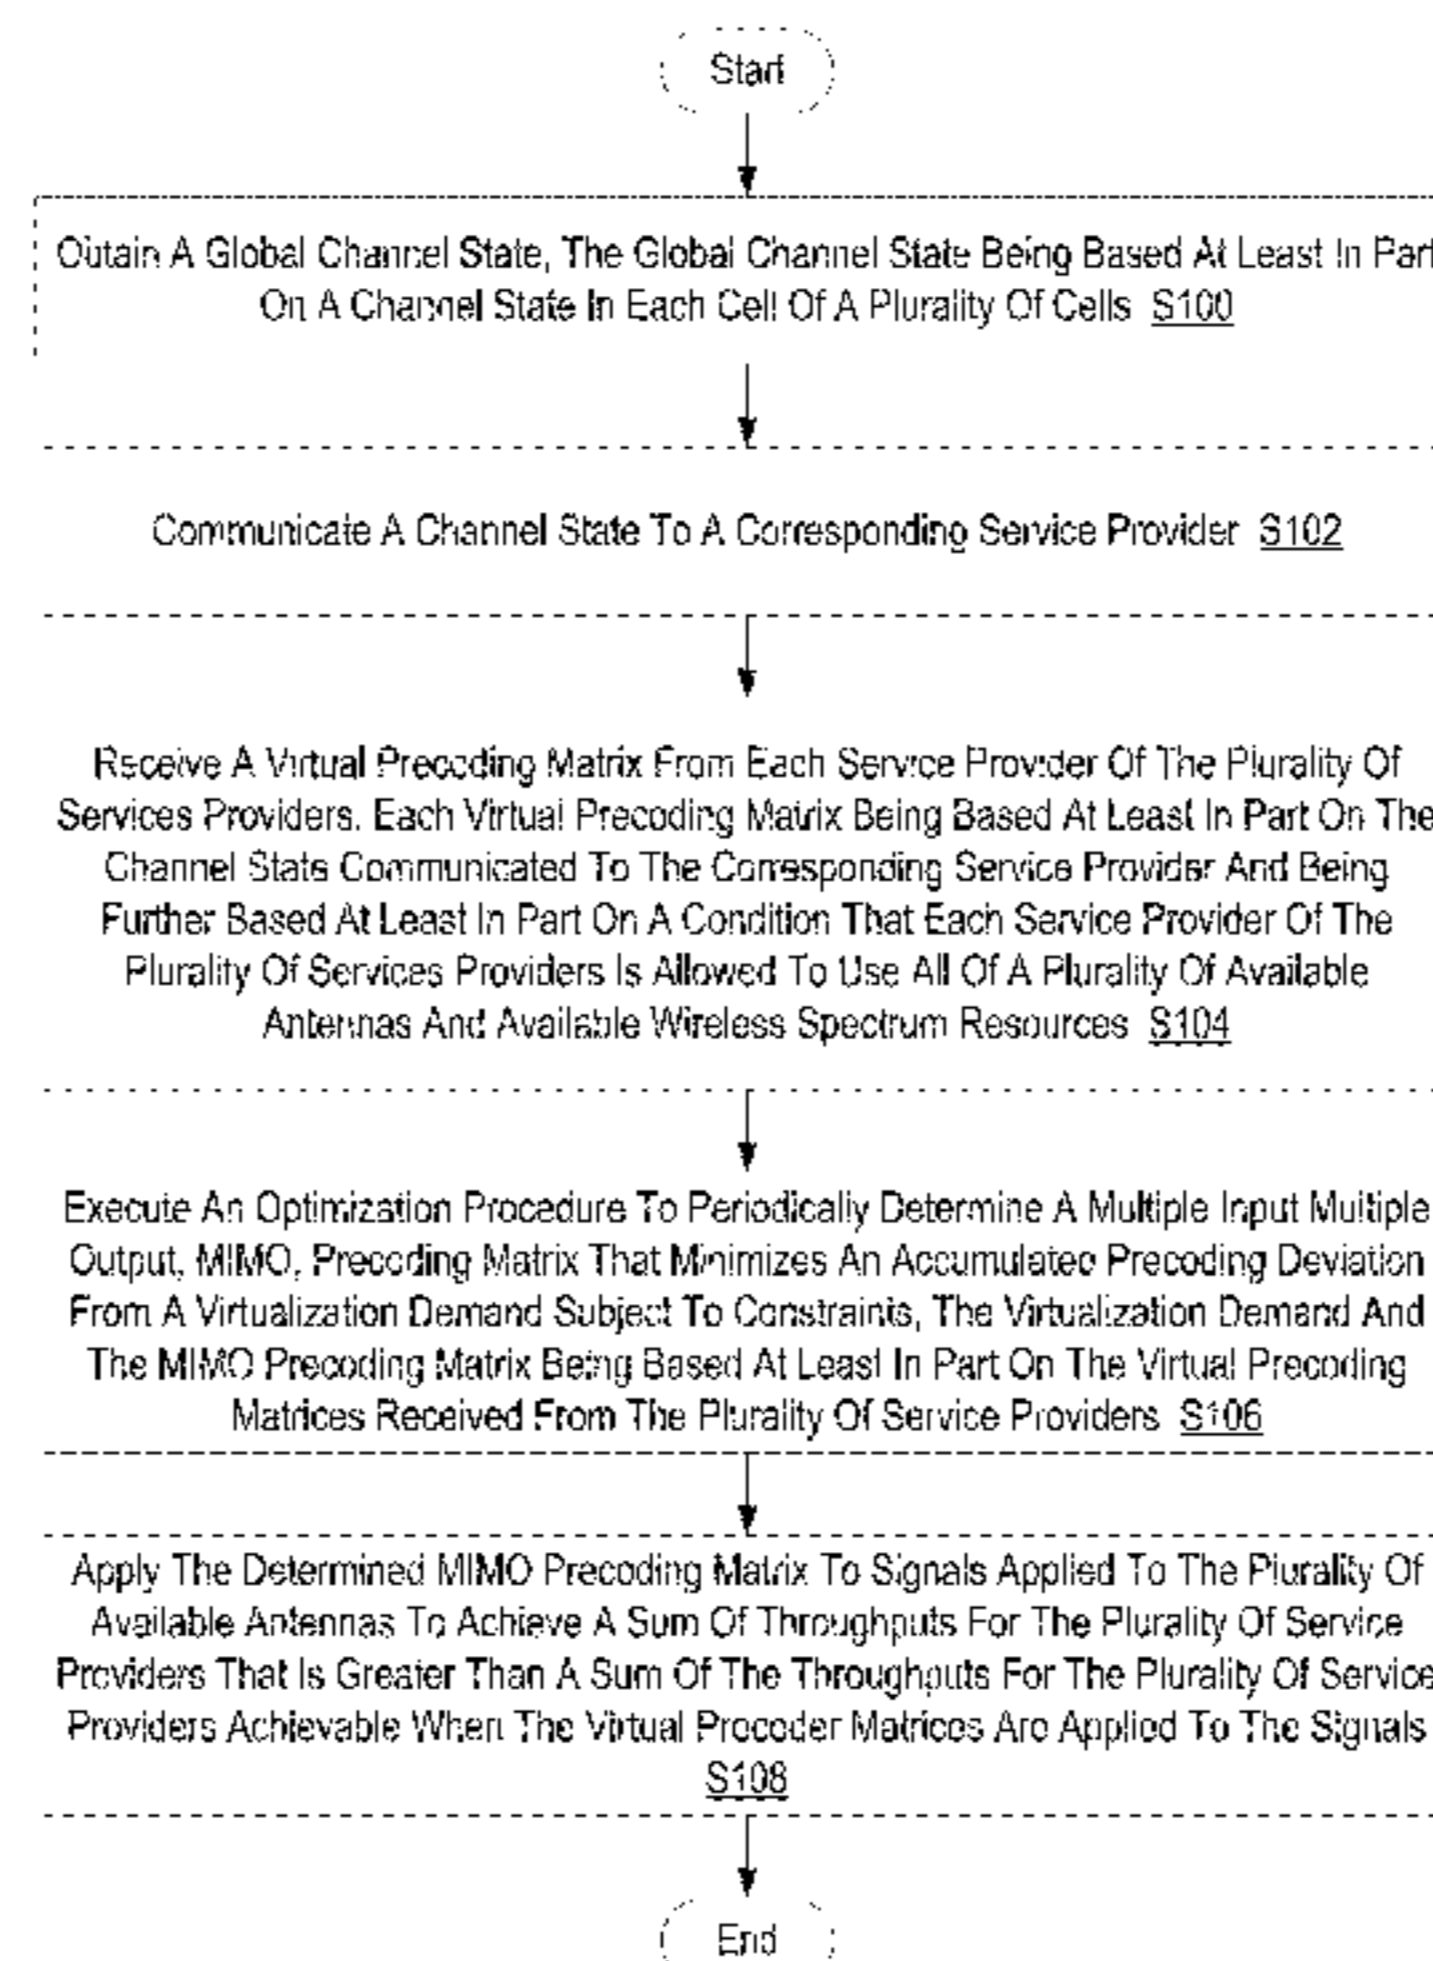 Start
Obtain A Global Channel State, The Global Channel State Being Based At Least In Part
On A Channel State In Each Cell Of A Plurality Of Cells S100
Communicate A Channel State To A Corresponding Service Provider S102
Receive A Virtual Precoding Matrix From Each Service Provider Of The Plurality Of
Services Providers. Each Virtual Precoding Matrix Being Based At Least In Part On The
Channel State Communicated To The Corresponding Service Provider And Being
Further Based At Least In Part On A Condition That Each Service Provider Of The
Plurality Of Services Providers Is Allowed To Use All Of A Plurality Of Available
Antennas And Available Wireless Spectrum Resources S104
Execute An Optimization Procedure To Periodically Determine A Multiple Input Multiple
Output, MIMO, Precoding Matrix That Minimizes An Accumulated Precoding Deviation
From A Virtualization Demand Subject To Constraints, The Virtualization Demand And
The MIMO Precoding Matrix Being Based At Least In Part On The Virtual Precoding
Matrices Received From The Plurality Of Service Providers S106
Apply The Determined MIMO Precoding Matrix To Signals Applied To The Plurality Of
Available Antennas To Achieve A Sum Of Throughputs For The Plurality Of Service
Providers That Is Greater Than A Sum Of The Throughputs For The Plurality Of Service
Providers Achievable When The Virtual Precoder Matrices Are Applied To The Signals
S108
End